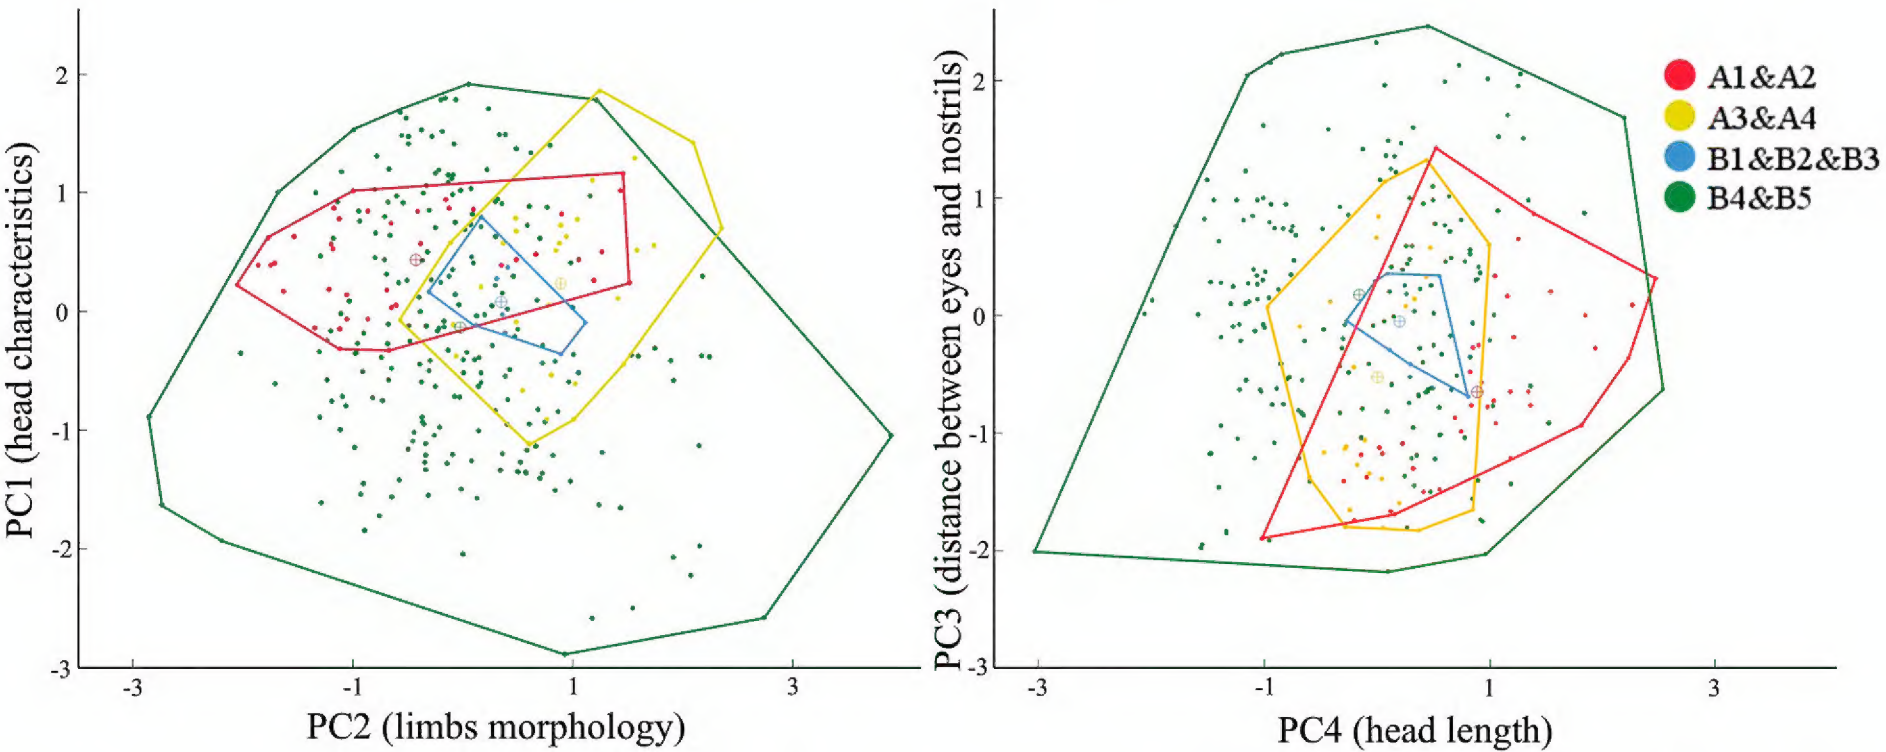 PC1 (head characteristics)
2
1
0
-1
-2
-3
-3
-1
1
3
PC2 (limbs morphology)
PC3 (distance between eyes and nostrils)
2
1
0
-1
-2
-3
-3
-1
1
3
PC4 (head length)
A1&A2
A3&A4
B1&B2&B3
B4&B5